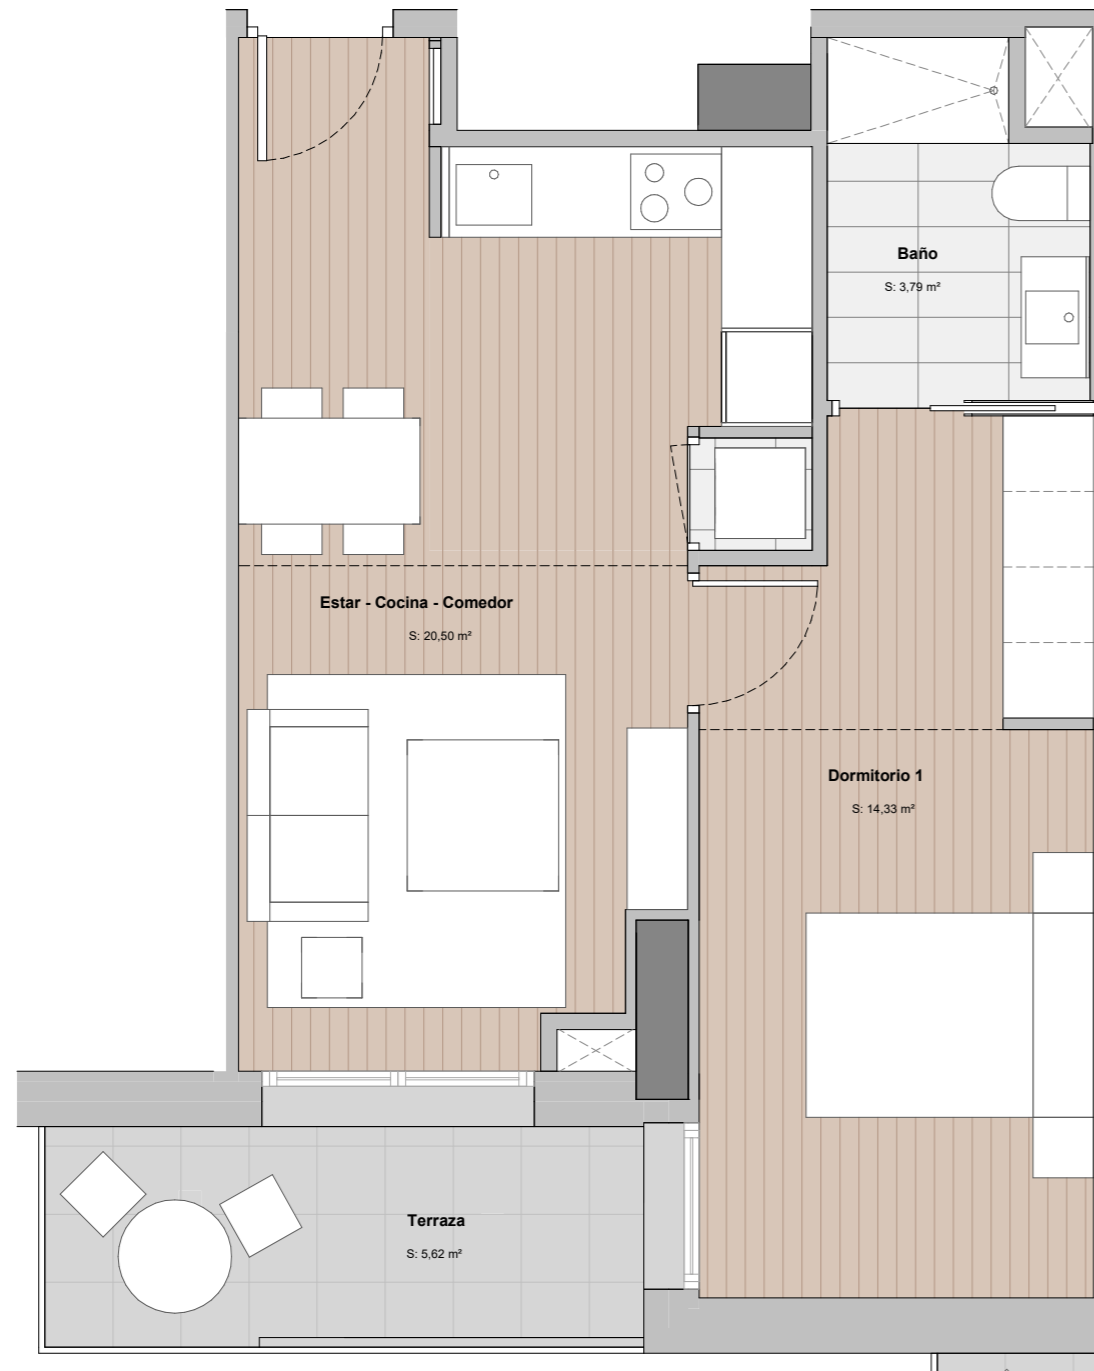 Baño
S: 3,79 m²
Estar - Cocina - Comedor
S: 20,50 m²
Dormitorio 1
S: 14,33 m²
Terraza
S: 5,62 m²